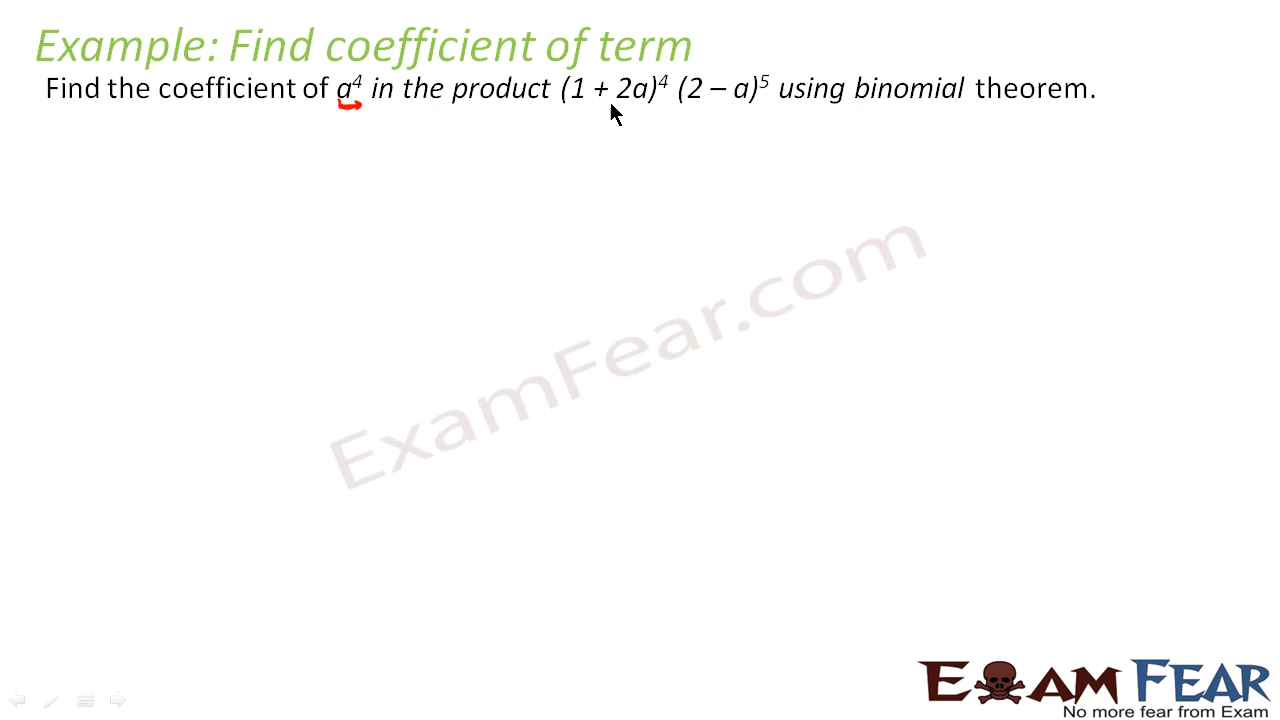 Example: Find coefficient of term
Find the coefficient of a⁴ in the product (1 + 2a)⁴ (2 – a)⁵ using binomial theorem.
ExamFear.com
EXAM FEAR
No more fear from Exam